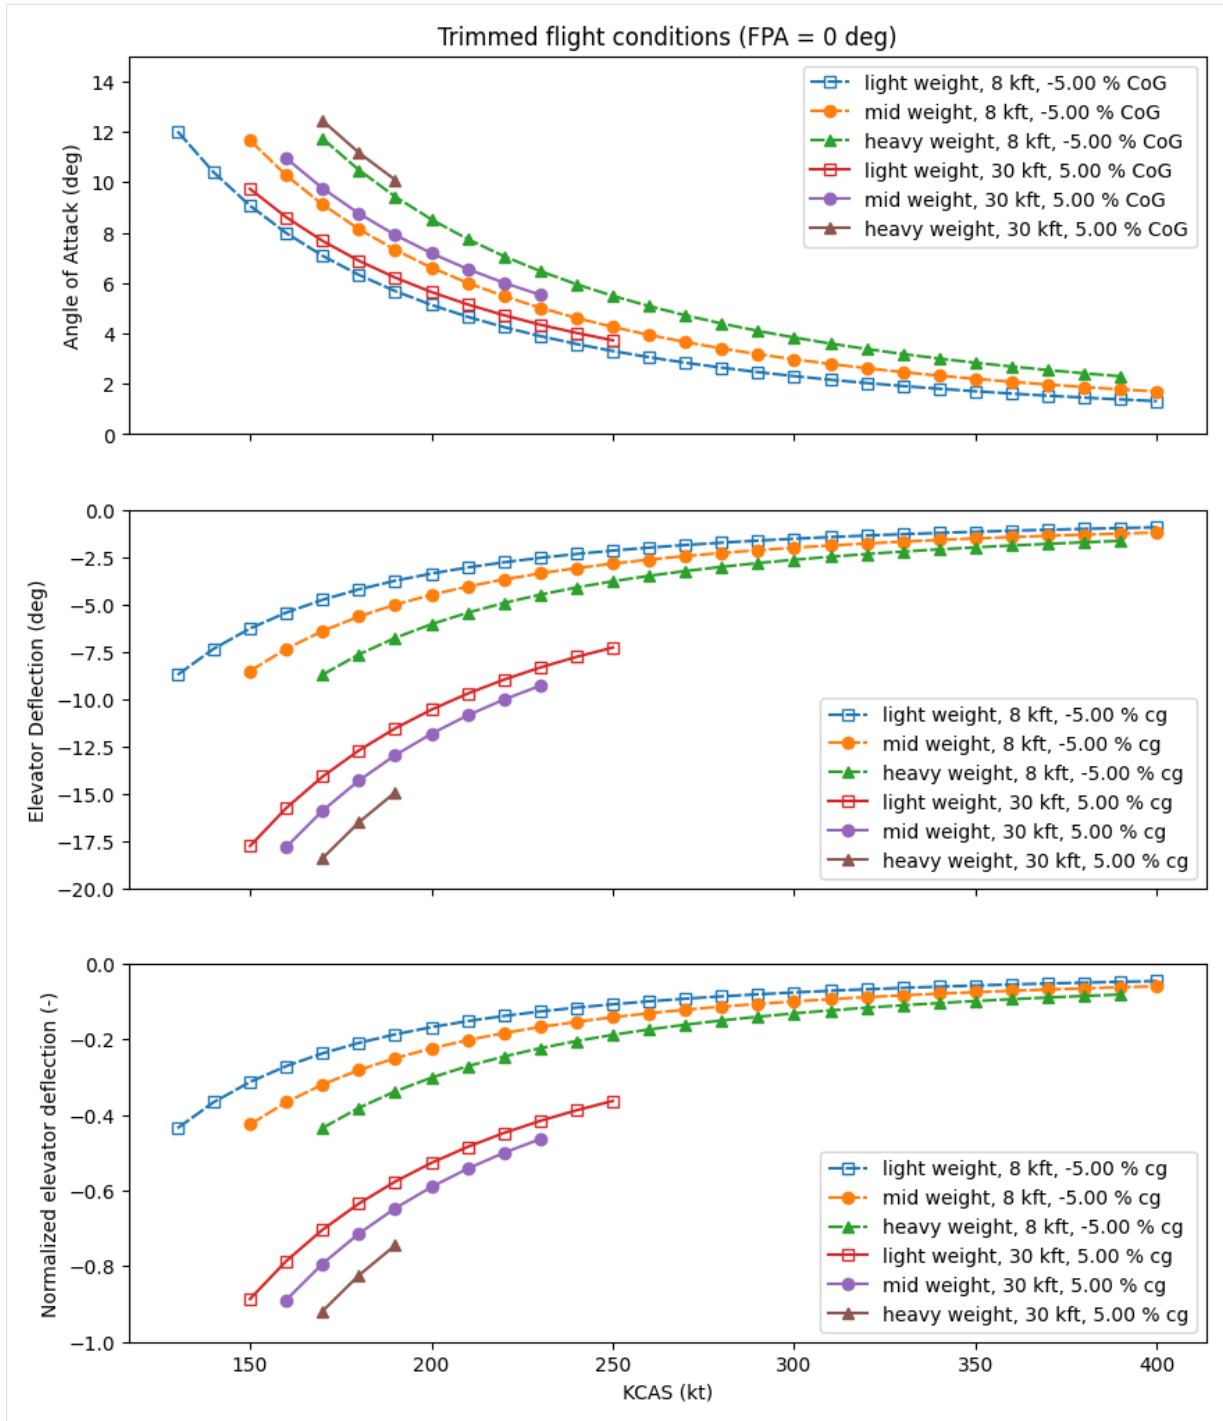 Trimmed flight conditions (FPA = 0 deg)
14
12
10
8
6
4
2
0
Angle of Attack (deg)
light weight, 8 kft, -5.00 % CoG
mid weight, 8 kft, -5.00 % CoG
heavy weight, 8 kft, -5.00 % CoG
light weight, 30 kft, 5.00 % CoG
mid weight, 30 kft, 5.00 % CoG
heavy weight, 30 kft, 5.00 % CoG
0.0
−2.5
−5.0
−7.5
−10.0
−12.5
−15.0
−17.5
−20.0
Elevator Deflection (deg)
light weight, 8 kft, -5.00 % cg
mid weight, 8 kft, -5.00 % cg
heavy weight, 8 kft, -5.00 % cg
light weight, 30 kft, 5.00 % cg
mid weight, 30 kft, 5.00 % cg
heavy weight, 30 kft, 5.00 % cg
0.0
−0.2
−0.4
−0.6
−0.8
−1.0
Normalized elevator deflection (-)
light weight, 8 kft, -5.00 % cg
mid weight, 8 kft, -5.00 % cg
heavy weight, 8 kft, -5.00 % cg
light weight, 30 kft, 5.00 % cg
mid weight, 30 kft, 5.00 % cg
heavy weight, 30 kft, 5.00 % cg
150 200 250 300 350 400
KCAS (kt)